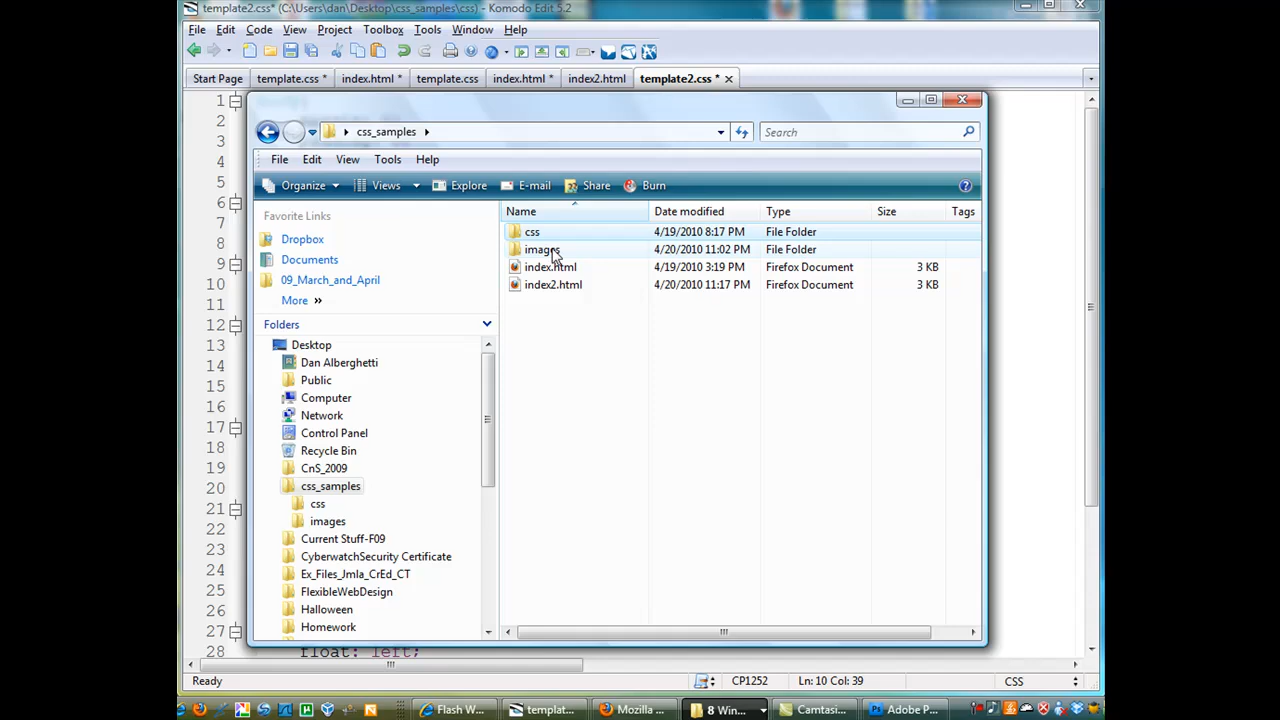 template2.css* (C:\Users\dan\Desktop\css_samples\css) - Komodo Edit 5.2
File Edit Code View Project Toolbox Tools Window Help
Start Page template.css * index.html * template.css index.html * index2.html template2.css *
css_samples
Search
File Edit View Tools Help
Organize Views Explore E-mail Share Burn
Favorite Links
Dropbox
Documents
09_March_and_April
More »
Folders
Desktop
Dan Alberghetti
Public
Computer
Network
Control Panel
Recycle Bin
CnS_2009
css_samples
css
images
Current Stuff-F09
CyberwatchSecurity Certificate
Ex_Files_Jmla_CrEd_CT
FlexibleWebDesign
Halloween
Homework
Name Date modified Type Size Tags
css 4/19/2010 8:17 PM File Folder
images 4/20/2010 11:02 PM File Folder
index.html 4/19/2010 3:19 PM Firefox Document 3 KB
index2.html 4/20/2010 11:17 PM Firefox Document 3 KB
1
2
3
4
5
6
7
8
9
10
11
12
13
14
15
16
17
18
19
20
21
22
23
24
25
26
27
28 float: left;
Ready CP1252 Ln: 10 Col: 39 CSS
Flash W... templat... Mozilla ... 8 Win... Camtasi... Adobe P...